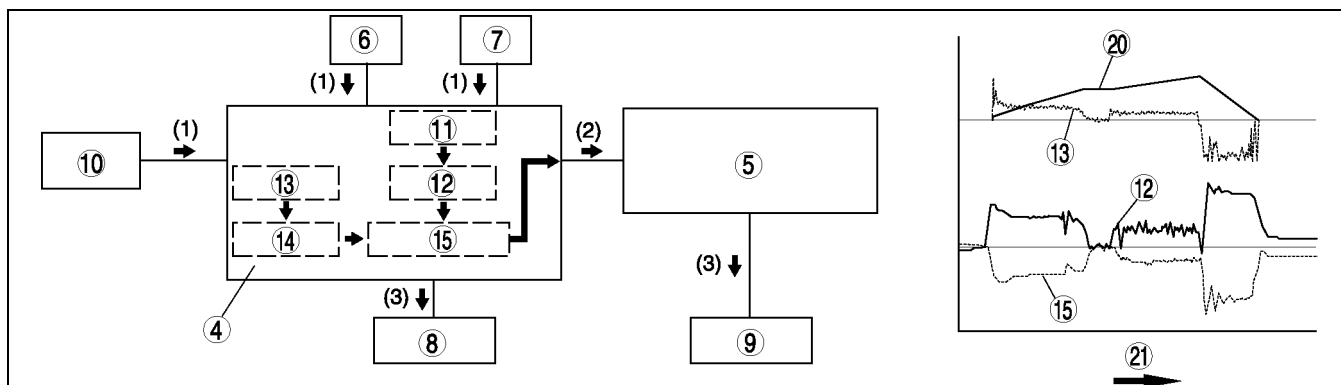 ⑥ ⑦ ⑳
(1) (1)
(1) ⑪ (2)
⑩ ⑤ ⑬
⑬ ⑫ ⑫
⑭ ⑮
(3) (3) ⑮
④ ⑧ ⑨ ㉑